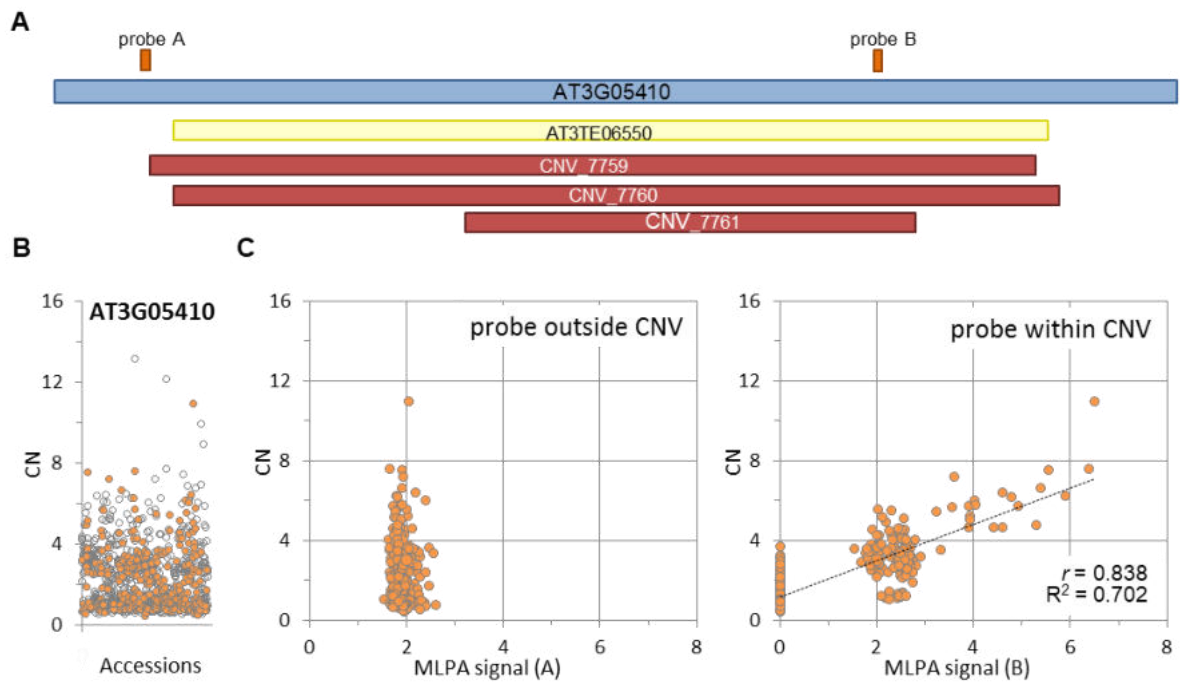 A
probe A
probe B
AT3G05410
AT3TE06550
CNV_7759
CNV_7760
CNV_7761
B
AT3G05410
16
12
8
4
0
CN
Accessions
C
probe outside CNV
16
12
8
4
0
CN
0 2 4 6 8
MLPA signal (A)
probe within CNV
16
12
8
4
0
CN
r = 0.838
R² = 0.702
0 2 4 6 8
MLPA signal (B)